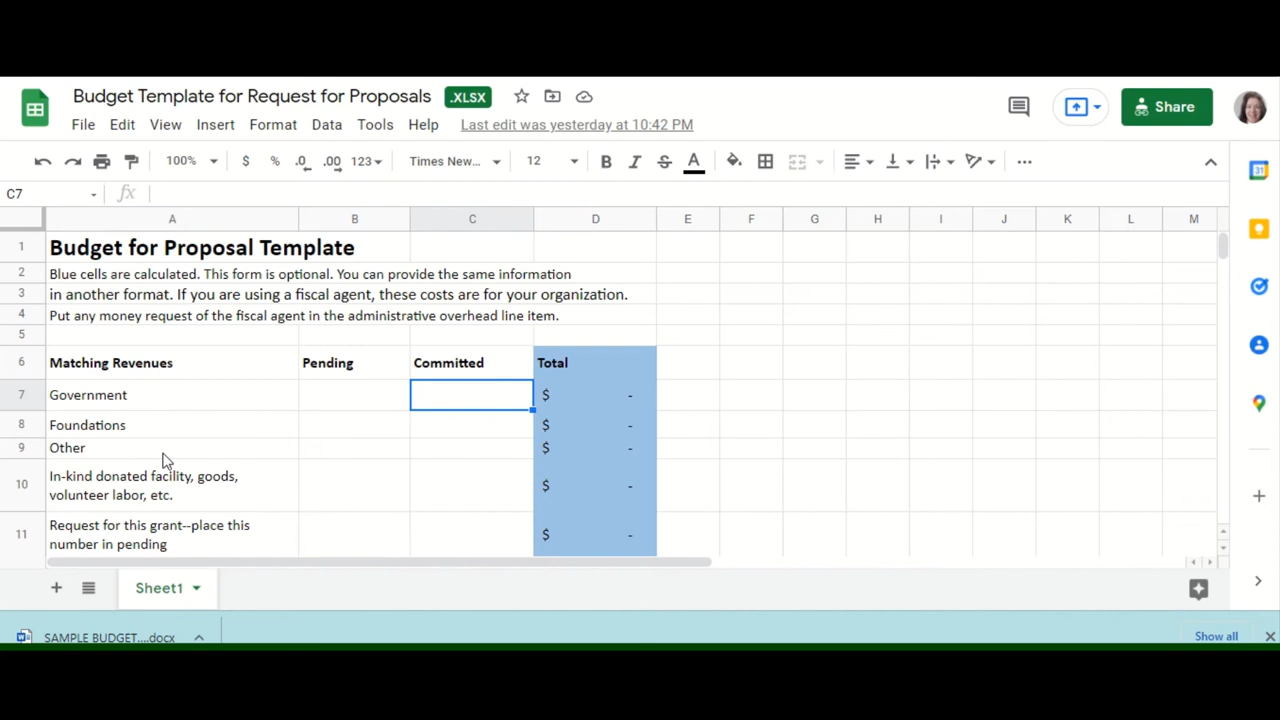 Budget Template for Request for Proposals .XLSX
Share
File Edit View Insert Format Data Tools Help Last edit was yesterday at 10:42 PM
100% $ % .0 .00 123 Times New... 12 B I S A ...
C7 fx
A B C D E F G H I J K L M
1 Budget for Proposal Template
2 Blue cells are calculated. This form is optional. You can provide the same information
3 in another format. If you are using a fiscal agent, these costs are for your organization.
4 Put any money request of the fiscal agent in the administrative overhead line item.
5
6 Matching Revenues Pending Committed Total
7 Government $ -
8 Foundations $ -
9 Other $ -
10 In-kind donated facility, goods,
volunteer labor, etc. $ -
11 Request for this grant--place this
number in pending $ -
+ Sheet1
SAMPLE BUDGET....docx Show all